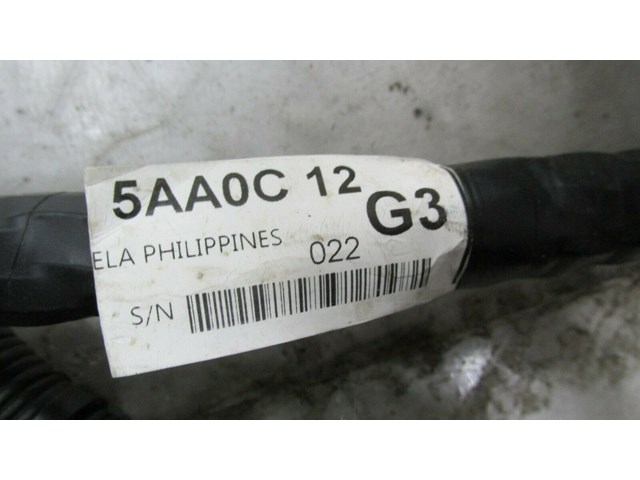 5AA0C 12
G3
ELA PHILIPPINES
022
S/N